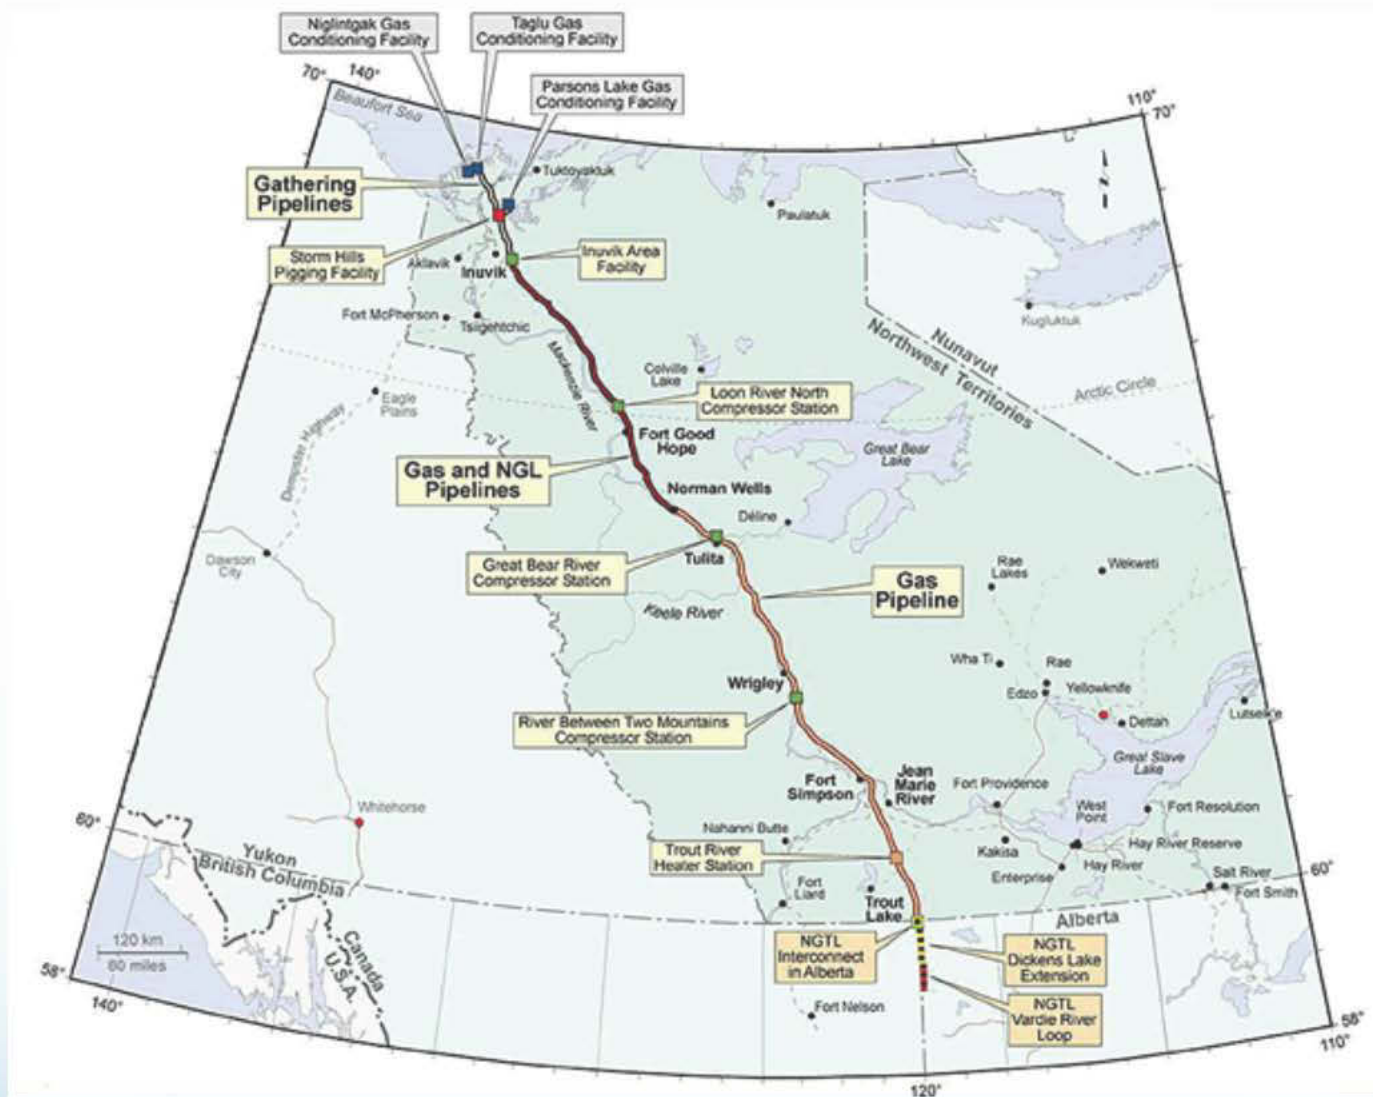 Niglintgak Gas
Conditioning Facility
Taglu Gas
Conditioning Facility
Parsons Lake Gas
Conditioning Facility
70°
140°
110°
70°
Beaufort Sea
Tuktoyaktuk
Paulatuk
Gathering
Pipelines
Storm Hills
Pigging Facility
Aklavik
Inuvik
Inuvik Area
Facility
Fort McPherson
Tsiigehtchic
Kugluktuk
Nunavut
Northwest Territories
Mackenzie River
Colville
Lake
Arctic Circle
Eagle
Plains
Loon River North
Compressor Station
Dempster Highway
Fort Good
Hope
Great Bear
Lake
Gas and NGL
Pipelines
Norman Wells
Déline
Dawson
City
Great Bear River
Compressor Station
Tulita
Rae
Lakes
Wekweti
Gas
Pipeline
Keele River
Wha Ti
Rae
Edzo
Yellowknife
Dettah
Lutselk'e
Wrigley
River Between Two Mountains
Compressor Station
Great Slave
Lake
Fort
Simpson
Jean
Marie
River
Fort Providence
West
Point
Fort Resolution
Whitehorse
Nahanni Butte
Kakisa
Hay River Reserve
60°
Yukon
British Columbia
Trout River
Heater Station
Enterprise
Hay River
60°
Salt River
Fort Smith
Fort
Liard
Trout
Lake
Alberta
120 km
60 miles
Canada
U.S.A.
NGTL
Interconnect
in Alberta
NGTL
Dickens Lake
Extension
NGTL
Vardie River
Loop
Fort Nelson
58°
140°
120°
58°
110°